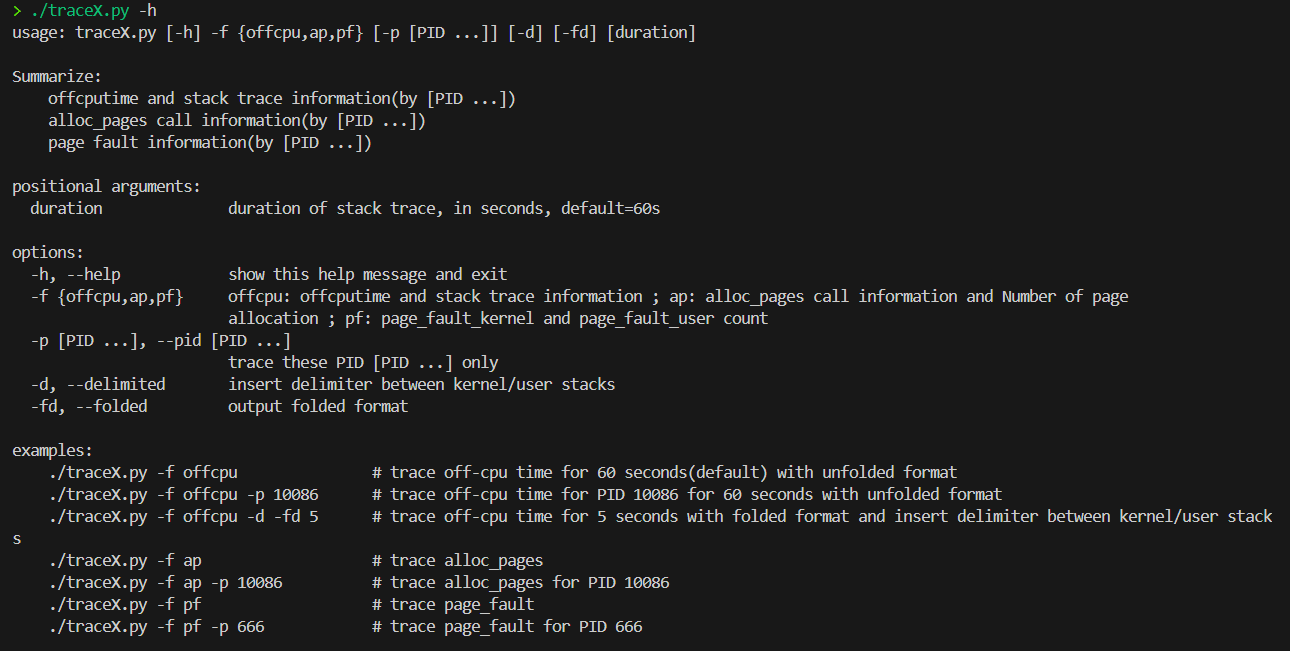 > ./traceX.py -h
usage: traceX.py [-h] -f {offcpu,ap,pf} [-p [PID ...]] [-d] [-fd] [duration]

Summarize:
    offcputime and stack trace information(by [PID ...])
    alloc_pages call information(by [PID ...])
    page fault information(by [PID ...])

positional arguments:
  duration              duration of stack trace, in seconds, default=60s

options:
  -h, --help            show this help message and exit
  -f {offcpu,ap,pf}     offcpu: offcputime and stack trace information ; ap: alloc_pages call information and Number of page
                        allocation ; pf: page_fault_kernel and page_fault_user count
  -p [PID ...], --pid [PID ...]
                        trace these PID [PID ...] only
  -d, --delimited       insert delimiter between kernel/user stacks
  -fd, --folded         output folded format

examples:
    ./traceX.py -f offcpu               # trace off-cpu time for 60 seconds(default) with unfolded format
    ./traceX.py -f offcpu -p 10086      # trace off-cpu time for PID 10086 for 60 seconds with unfolded format
    ./traceX.py -f offcpu -d -fd 5      # trace off-cpu time for 5 seconds with folded format and insert delimiter between kernel/user stack
s
    ./traceX.py -f ap                   # trace alloc_pages
    ./traceX.py -f ap -p 10086          # trace alloc_pages for PID 10086
    ./traceX.py -f pf                   # trace page_fault
    ./traceX.py -f pf -p 666            # trace page_fault for PID 666